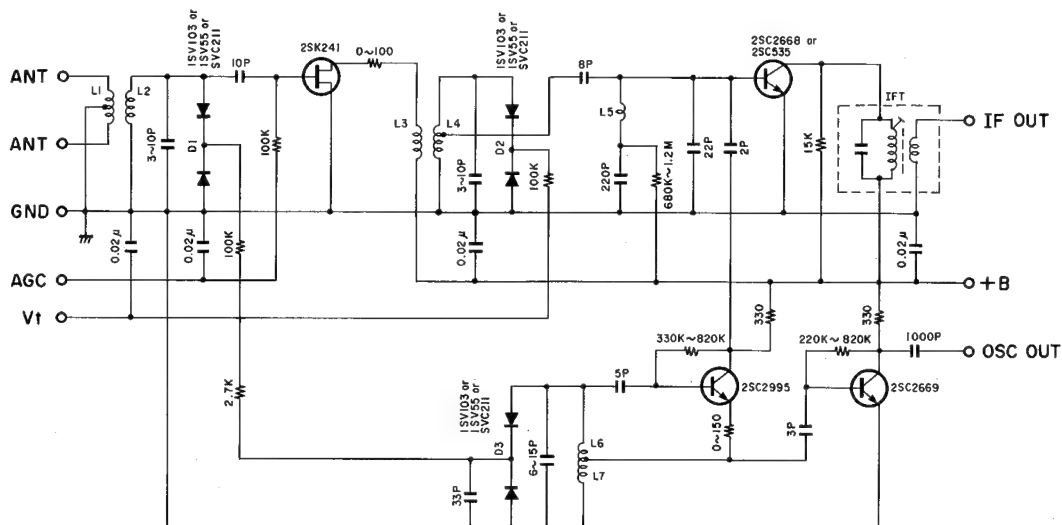 1SV103 or
1SV55 or
SVC211
2SK241
0~100
1SV103 or
1SV55 or
SVC211
2SC2668 or
2SC535
ANT
L1
L2
10P
8P
IFT
3~10P
D1
100K
L3
L4
3~10P
D2
100K
L5
220P
680K~1.2M
22P
2P
15K
IF OUT
ANT
GND
0.02μ
0.02μ
100K
0.02μ
0.02μ
AGC
+B
Vt
330
330
330K~820K
220K~820K
1000P
OSC OUT
2.7K
1SV103 or
1SV55 or
SVC211
5P
2SC2995
2SC2669
D3
33P
6~15P
L6
L7
0~150
3P